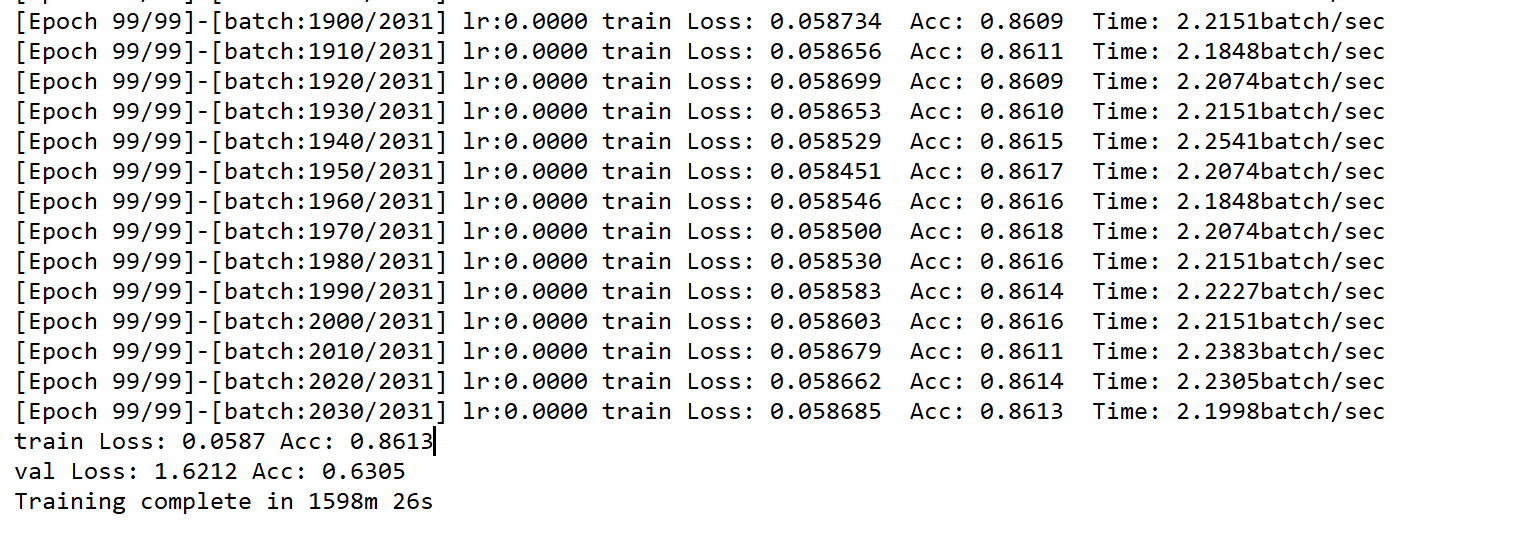 [Epoch 99/99]-[batch:1900/2031] lr:0.0000 train Loss: 0.058734  Acc: 0.8609  Time: 2.2151batch/sec
[Epoch 99/99]-[batch:1910/2031] lr:0.0000 train Loss: 0.058656  Acc: 0.8611  Time: 2.1848batch/sec
[Epoch 99/99]-[batch:1920/2031] lr:0.0000 train Loss: 0.058699  Acc: 0.8609  Time: 2.2074batch/sec
[Epoch 99/99]-[batch:1930/2031] lr:0.0000 train Loss: 0.058653  Acc: 0.8610  Time: 2.2151batch/sec
[Epoch 99/99]-[batch:1940/2031] lr:0.0000 train Loss: 0.058529  Acc: 0.8615  Time: 2.2541batch/sec
[Epoch 99/99]-[batch:1950/2031] lr:0.0000 train Loss: 0.058451  Acc: 0.8617  Time: 2.2074batch/sec
[Epoch 99/99]-[batch:1960/2031] lr:0.0000 train Loss: 0.058546  Acc: 0.8616  Time: 2.1848batch/sec
[Epoch 99/99]-[batch:1970/2031] lr:0.0000 train Loss: 0.058500  Acc: 0.8618  Time: 2.2074batch/sec
[Epoch 99/99]-[batch:1980/2031] lr:0.0000 train Loss: 0.058530  Acc: 0.8616  Time: 2.2151batch/sec
[Epoch 99/99]-[batch:1990/2031] lr:0.0000 train Loss: 0.058583  Acc: 0.8614  Time: 2.2227batch/sec
[Epoch 99/99]-[batch:2000/2031] lr:0.0000 train Loss: 0.058603  Acc: 0.8616  Time: 2.2151batch/sec
[Epoch 99/99]-[batch:2010/2031] lr:0.0000 train Loss: 0.058679  Acc: 0.8611  Time: 2.2383batch/sec
[Epoch 99/99]-[batch:2020/2031] lr:0.0000 train Loss: 0.058662  Acc: 0.8614  Time: 2.2305batch/sec
[Epoch 99/99]-[batch:2030/2031] lr:0.0000 train Loss: 0.058685  Acc: 0.8613  Time: 2.1998batch/sec
train Loss: 0.0587 Acc: 0.8613
val Loss: 1.6212 Acc: 0.6305
Training complete in 1598m 26s